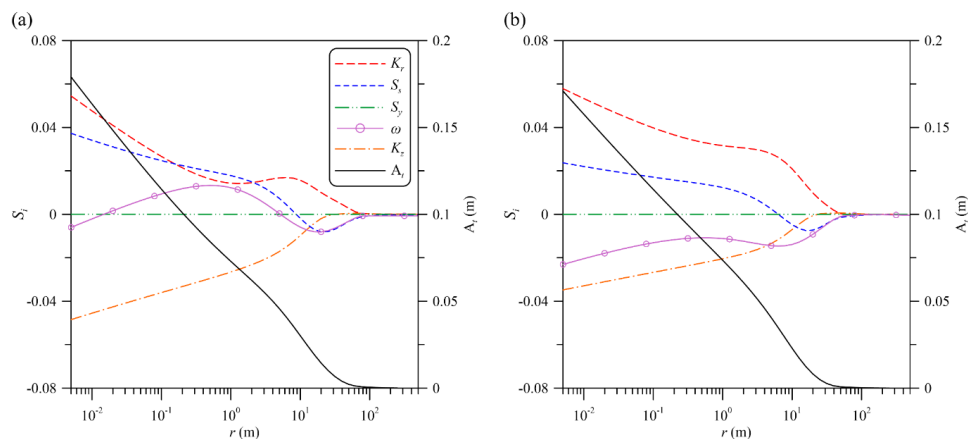 (a)
0.08
0.04
0
-0.04
-0.08
S_i
0.2
0.15
0.1
0.05
0
A_t (m)
K_r
S_s
S_y
ω
K_z
A_t
10^-2
10^-1
10^0
10^1
10^2
r (m)
(b)
0.08
0.04
0
-0.04
-0.08
S_i
0.2
0.15
0.1
0.05
0
A_t (m)
10^-2
10^-1
10^0
10^1
10^2
r (m)